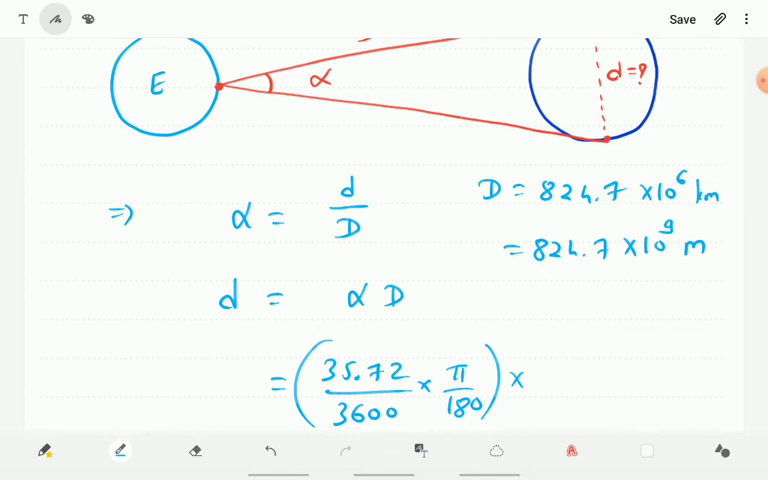 T Save
E α d=?
⇒ α = d/D D = 824.7 ×10⁶ km
= 824.7 ×10⁹ m
d = α D
= (35.72/3600 × π/180) ×